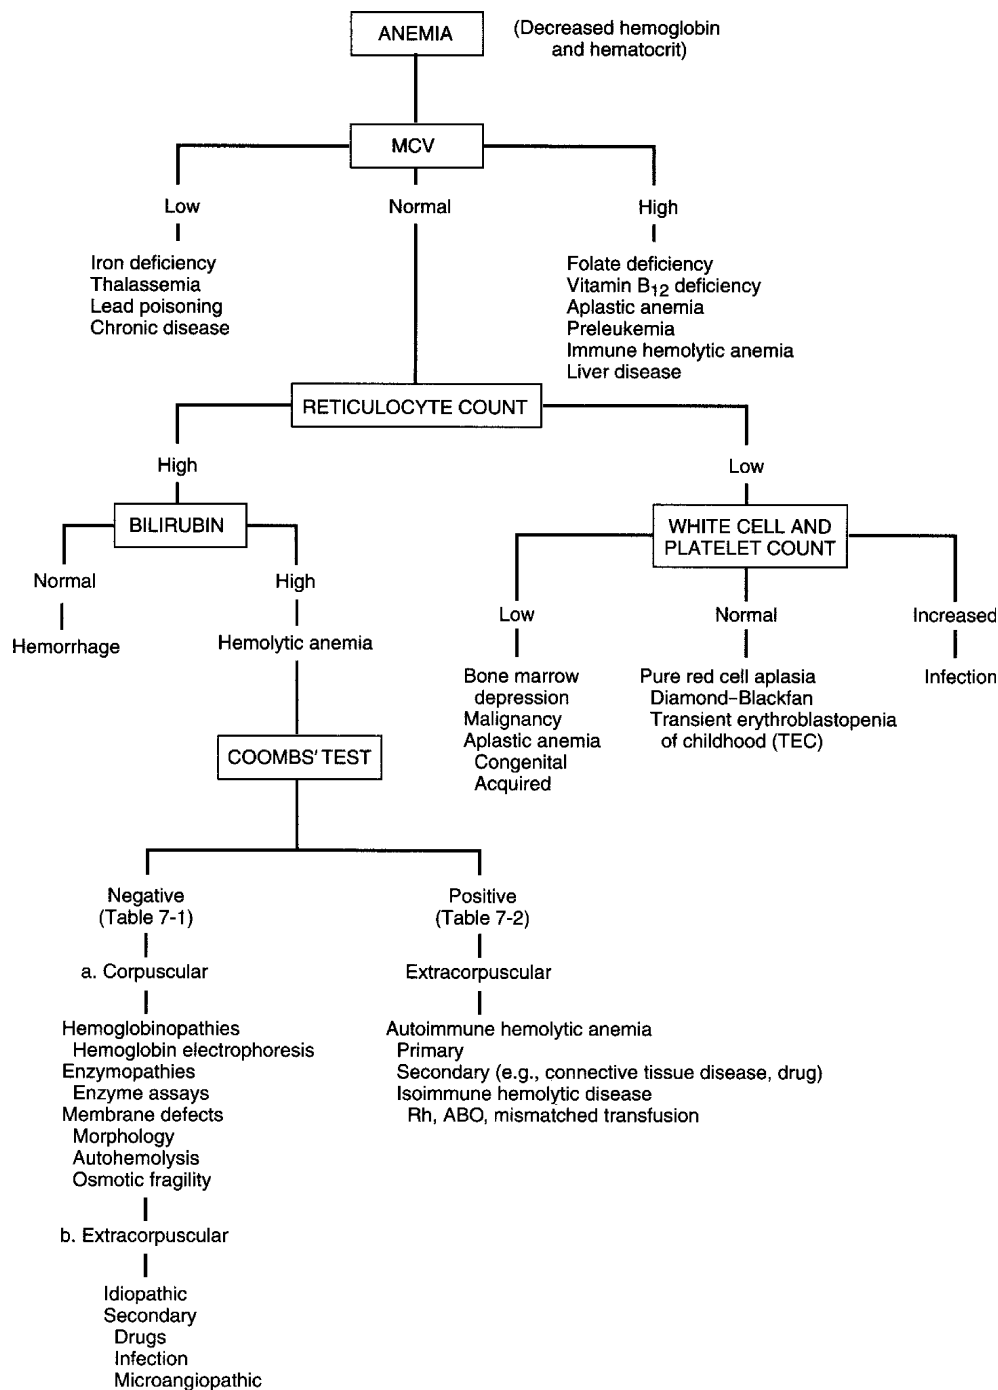 ANEMIA
(Decreased hemoglobin
and hematocrit)
MCV
Low
Normal
High
Iron deficiency
Thalassemia
Lead poisoning
Chronic disease
Folate deficiency
Vitamin B12 deficiency
Aplastic anemia
Preleukemia
Immune hemolytic anemia
Liver disease
RETICULOCYTE COUNT
High
Low
BILIRUBIN
WHITE CELL AND
PLATELET COUNT
Normal
High
Hemorrhage
Hemolytic anemia
Low
Normal
Increased
Bone marrow
depression
Malignancy
Aplastic anemia
Congenital
Acquired
Pure red cell aplasia
Diamond–Blackfan
Transient erythroblastopenia
of childhood (TEC)
Infection
COOMBS' TEST
Negative
(Table 7-1)
Positive
(Table 7-2)
a. Corpuscular
Extracorpuscular
Hemoglobinopathies
Hemoglobin electrophoresis
Enzymopathies
Enzyme assays
Membrane defects
Morphology
Autohemolysis
Osmotic fragility
Autoimmune hemolytic anemia
Primary
Secondary (e.g., connective tissue disease, drug)
Isoimmune hemolytic disease
Rh, ABO, mismatched transfusion
b. Extracorpuscular
Idiopathic
Secondary
Drugs
Infection
Microangiopathic